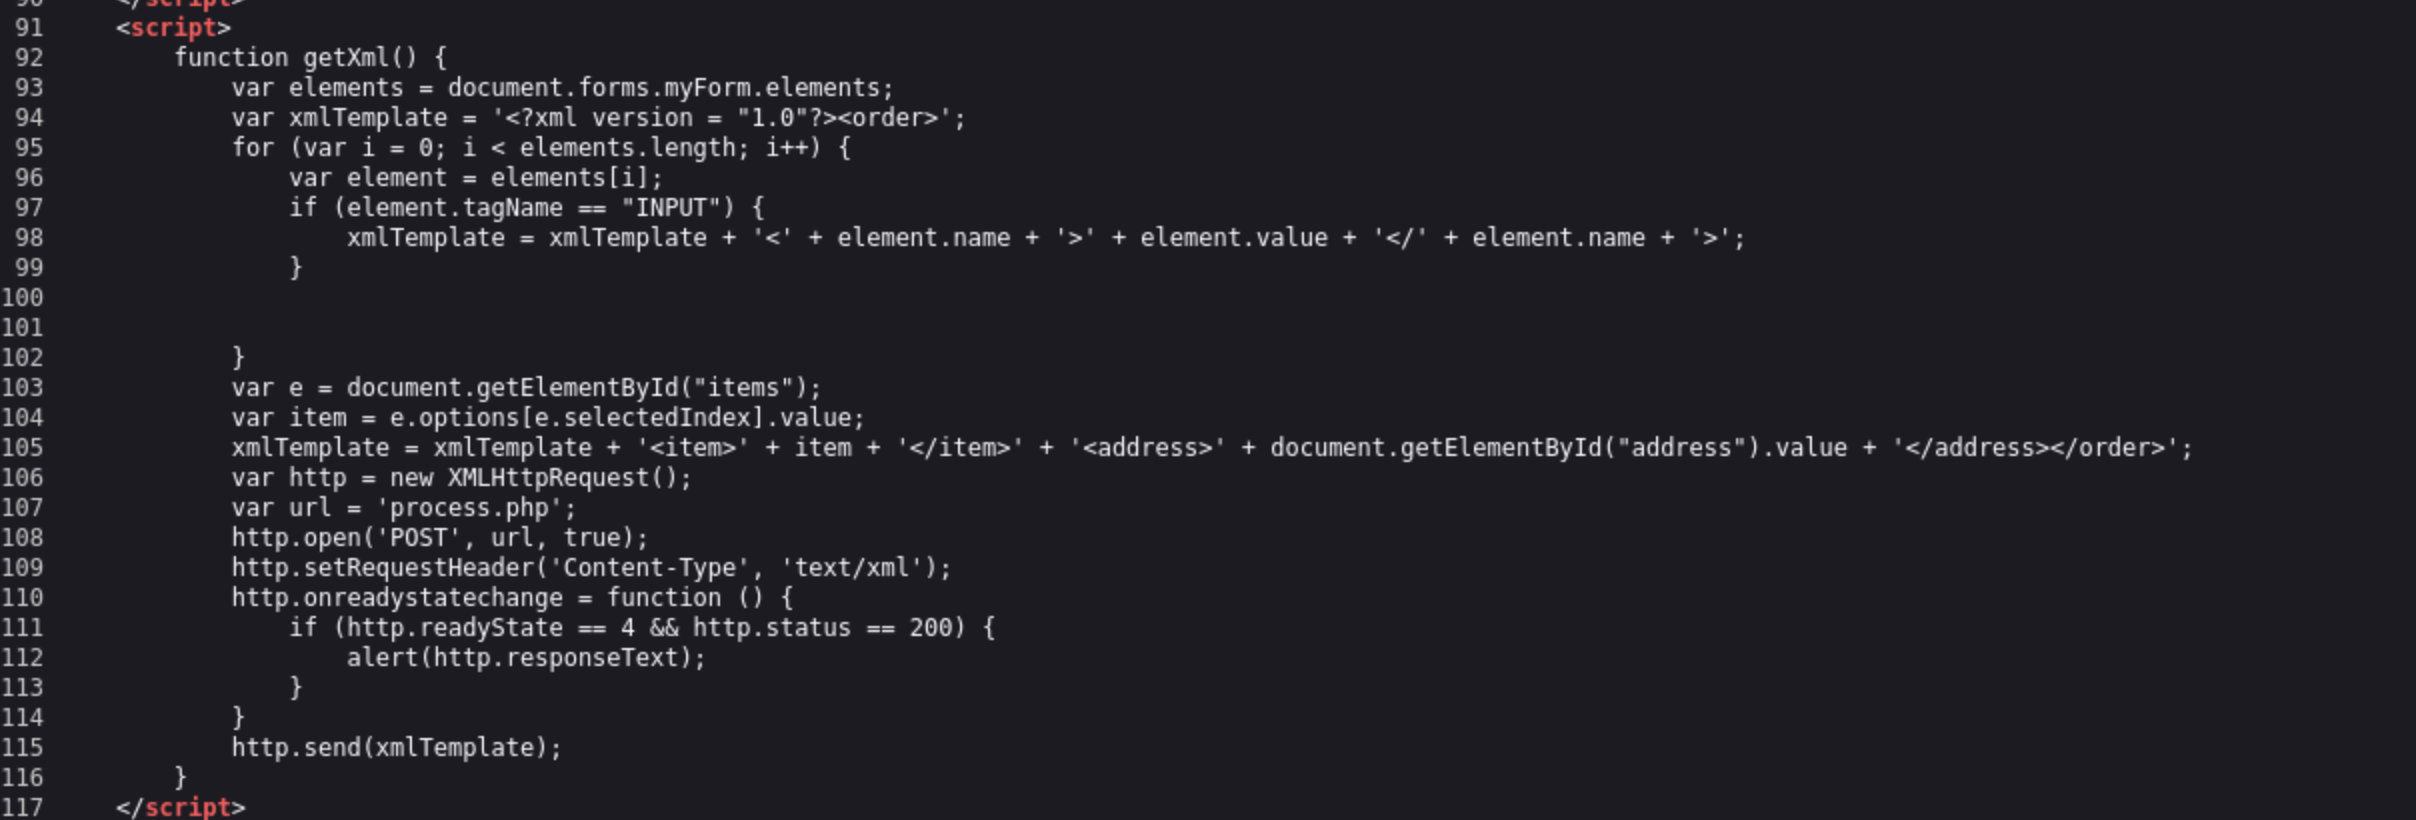 90    </script>
91    <script>
92        function getXml() {
93            var elements = document.forms.myForm.elements;
94            var xmlTemplate = '<?xml version = "1.0"?><order>';
95            for (var i = 0; i < elements.length; i++) {
96                var element = elements[i];
97                if (element.tagName == "INPUT") {
98                    xmlTemplate = xmlTemplate + '<' + element.name + '>' + element.value + '</' + element.name + '>';
99                }
100
101
102            }
103            var e = document.getElementById("items");
104            var item = e.options[e.selectedIndex].value;
105            xmlTemplate = xmlTemplate + '<item>' + item + '</item>' + '<address>' + document.getElementById("address").value + '</address></order>';
106            var http = new XMLHttpRequest();
107            var url = 'process.php';
108            http.open('POST', url, true);
109            http.setRequestHeader('Content-Type', 'text/xml');
110            http.onreadystatechange = function () {
111                if (http.readyState == 4 && http.status == 200) {
112                    alert(http.responseText);
113                }
114            }
115            http.send(xmlTemplate);
116        }
117    </script>